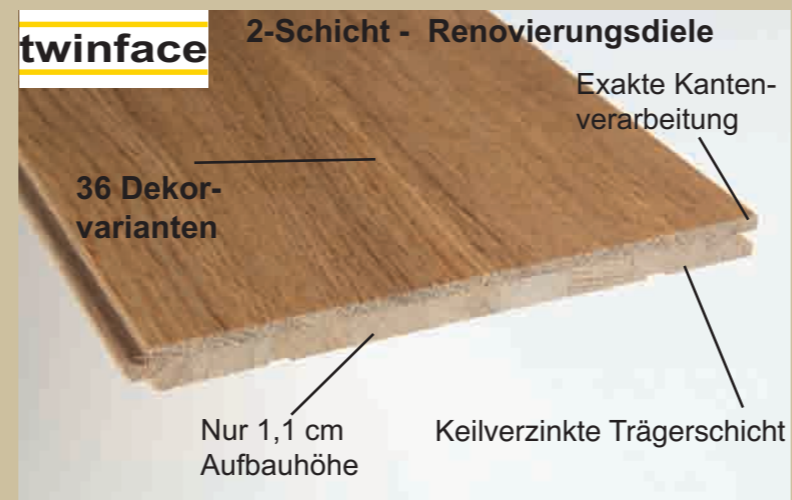 twinface
2-Schicht - Renovierungsdiele
Exakte Kanten-
verarbeitung
36 Dekor-
varianten
Nur 1,1 cm
Aufbauhöhe
Keilverzinkte Trägerschicht